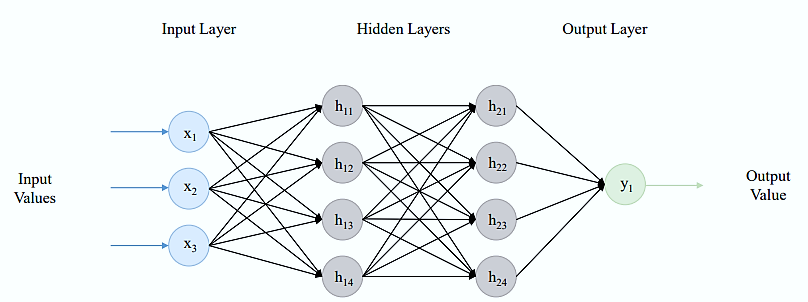 Input Layer
Hidden Layers
Output Layer
Input
Values
x₁
x₂
x₃
h₁₁
h₁₂
h₁₃
h₁₄
h₂₁
h₂₂
h₂₃
h₂₄
y₁
Output
Value